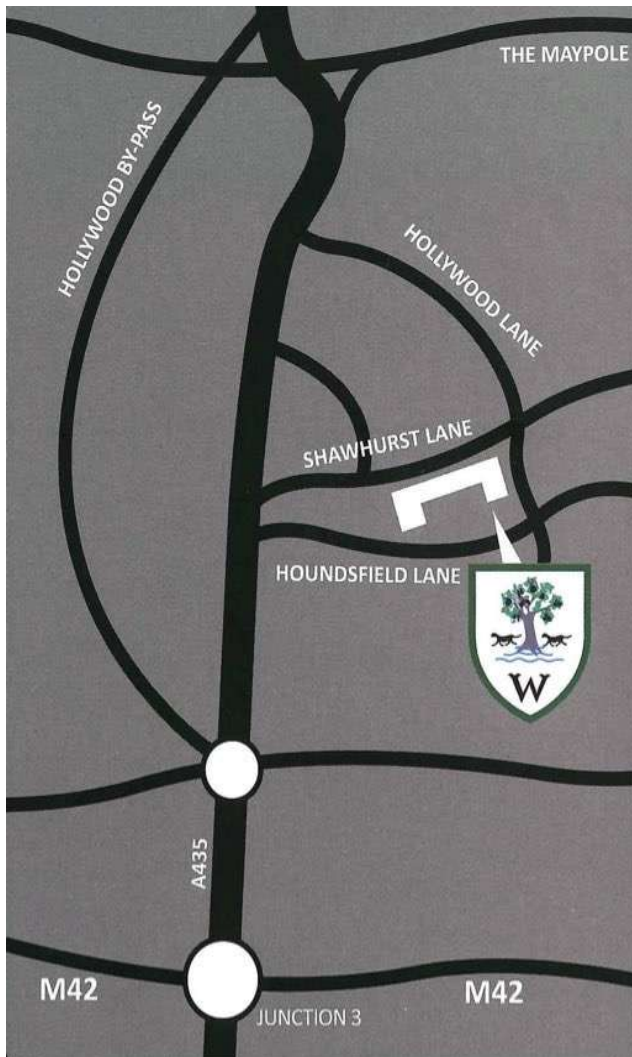 THE MAYPOLE
HOLLYWOOD BY-PASS
HOLLYWOOD LANE
SHAWHURST LANE
HOUNDSFIELD LANE
W
A435
M42
M42
JUNCTION 3